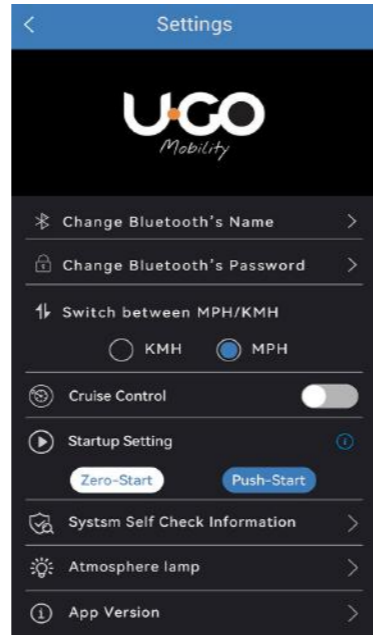 Settings
U·GO
Mobility
Change Bluetooth's Name
Change Bluetooth's Password
Switch between MPH/KMH
KMH MPH
Cruise Control
Startup Setting
Zero-Start Push-Start
Systsm Self Check Information
Atmosphere lamp
App Version